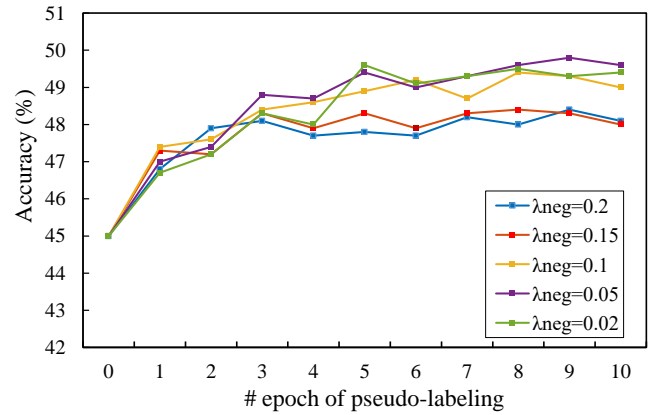 51
50
49
48
47
46
45
44
43
42
Accuracy (%)
λneg=0.2
λneg=0.15
λneg=0.1
λneg=0.05
λneg=0.02
0 1 2 3 4 5 6 7 8 9 10
# epoch of pseudo-labeling